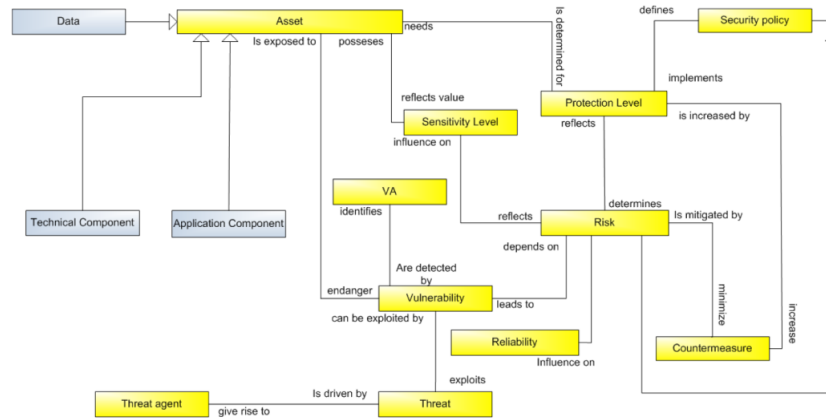 Data
Asset
Is exposed to
posseses
needs
Is determined for
defines
Security policy
implements
Protection Level
reflects
is increased by
reflects value
Sensitivity Level
influence on
VA
identifies
Technical Component
Application Component
reflects
determines
Risk
Is mitigated by
depends on
Are detected
by
endanger
Vulnerability
leads to
can be exploited by
minimize
increase
Reliability
Influence on
Countermeasure
Threat agent
give rise to
Is driven by
exploits
Threat